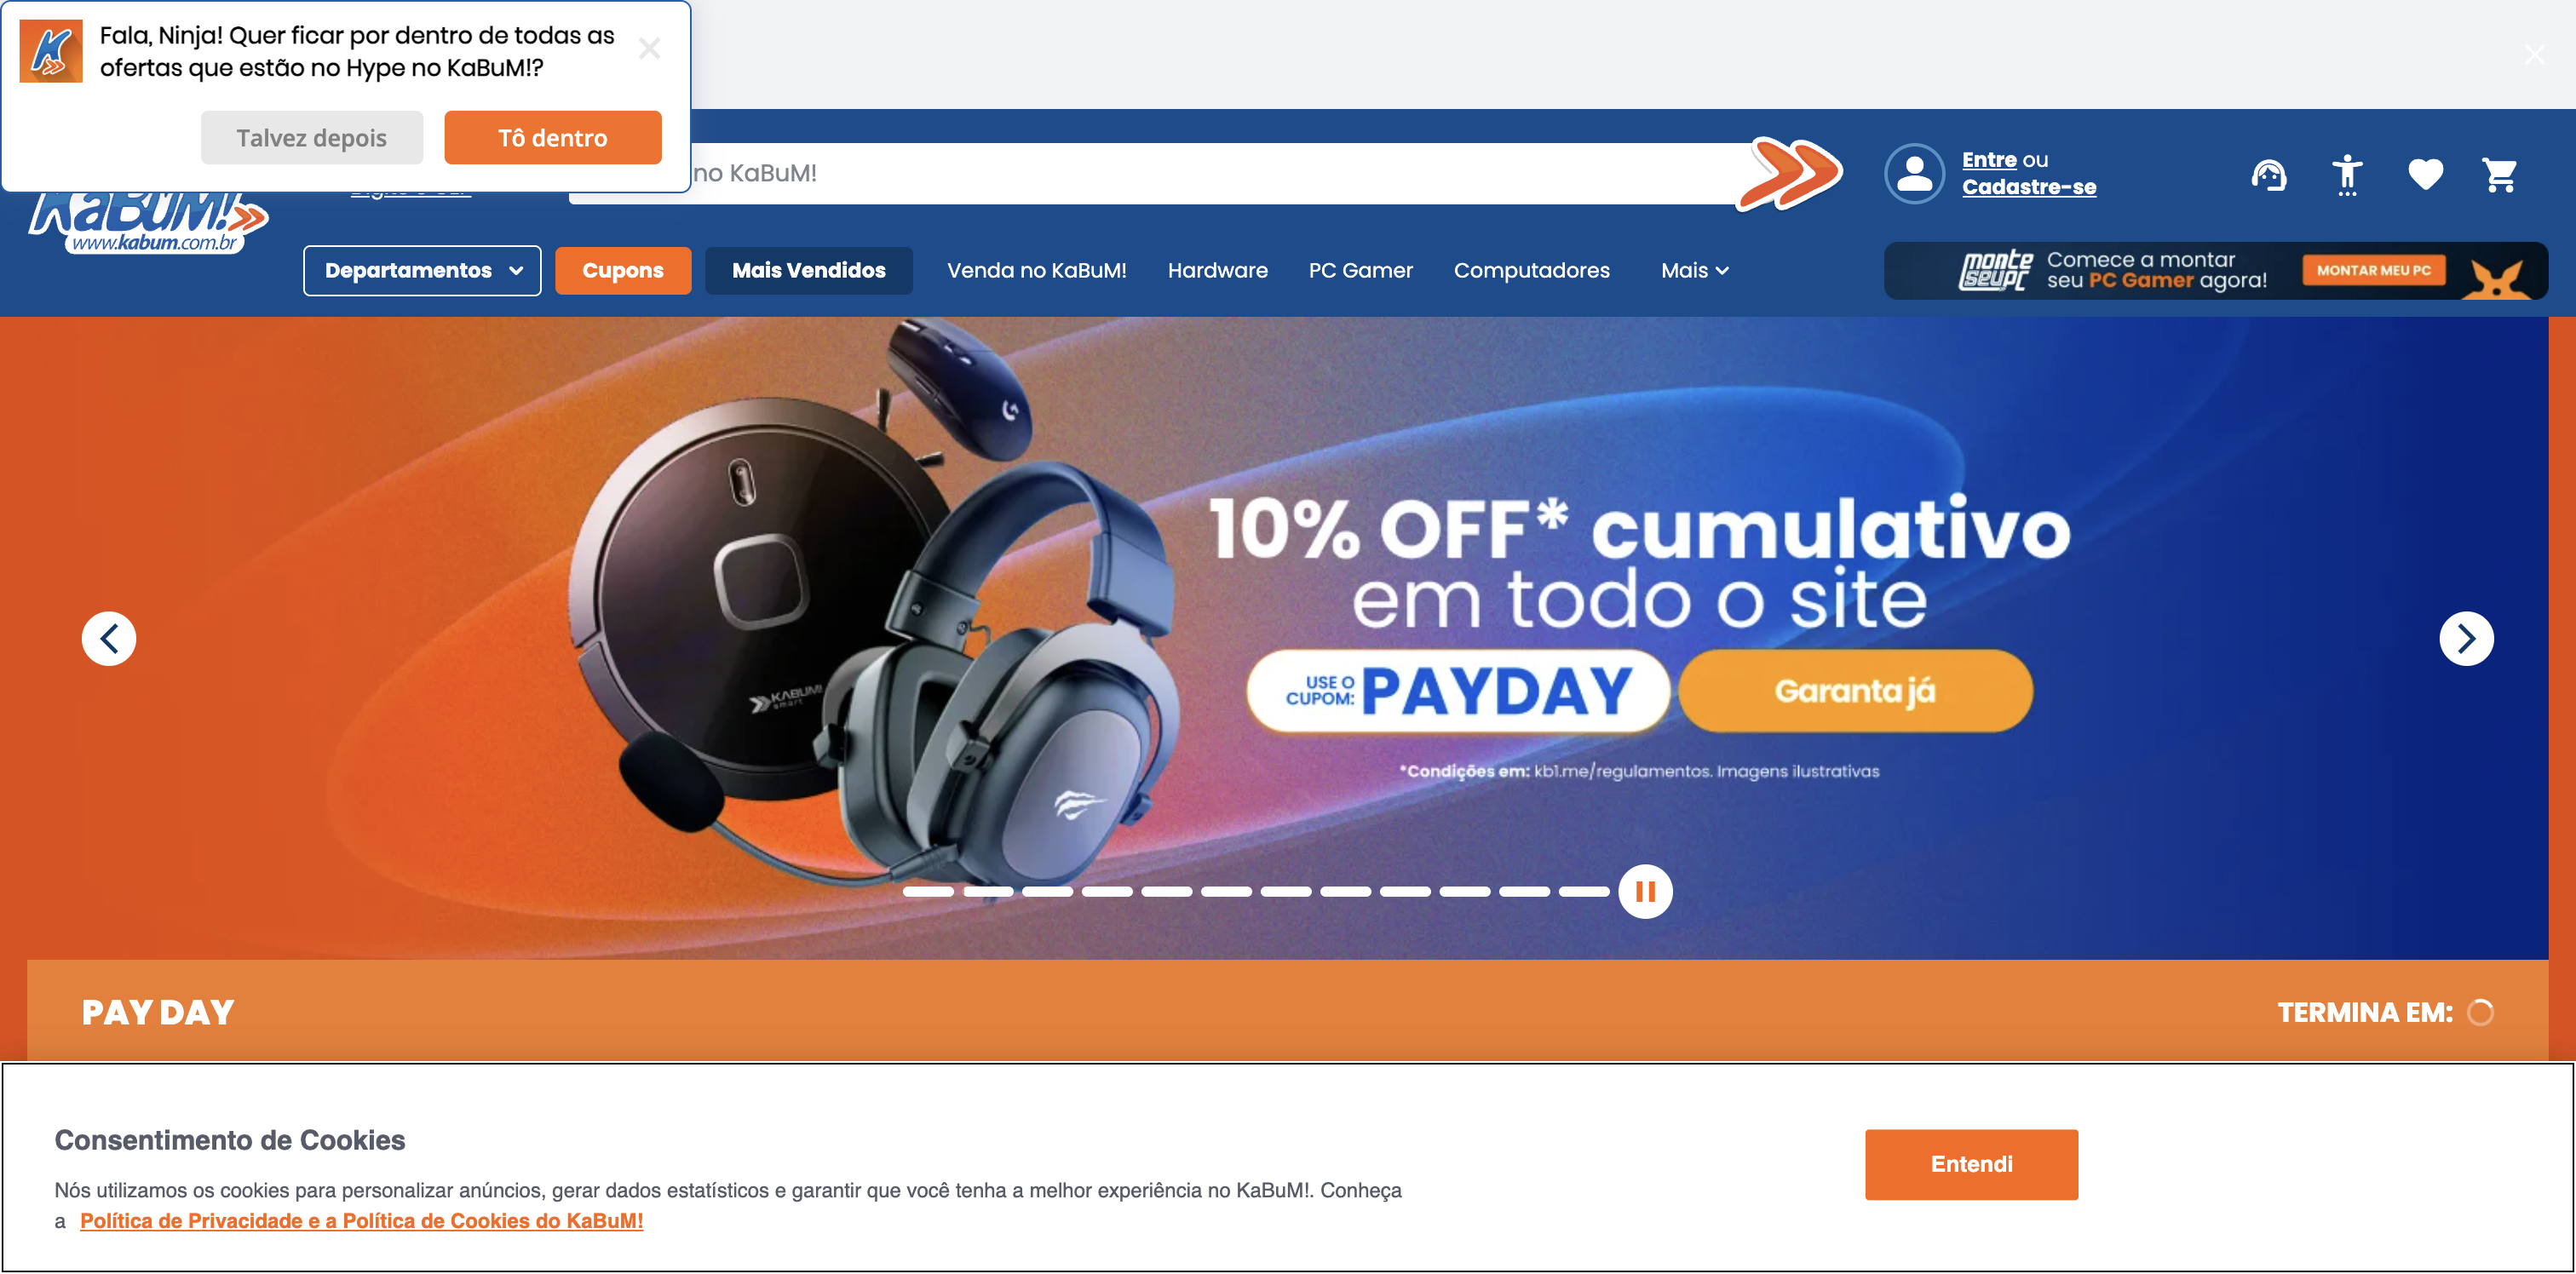 Fala, Ninja! Quer ficar por dentro de todas as
ofertas que estão no Hype no KaBuM!?
Talvez depois
Tô dentro
no KaBuM!
Entre ou
Cadastre-se
KaBuM!
www.kabum.com.br
Departamentos
Cupons
Mais Vendidos
Venda no KaBuM!
Hardware
PC Gamer
Computadores
Mais
monte
seu pc
Comece a montar
seu PC Gamer agora!
MONTAR MEU PC
10% OFF* cumulativo
em todo o site
USE O
CUPOM: PAYDAY
Garanta já
*Condições em: kb1.me/regulamentos. Imagens ilustrativas
KABUM!
smart
PAY DAY
TERMINA EM:
Consentimento de Cookies
Nós utilizamos os cookies para personalizar anúncios, gerar dados estatísticos e garantir que você tenha a melhor experiência no KaBuM!. Conheça
a Política de Privacidade e a Política de Cookies do KaBuM!
Entendi